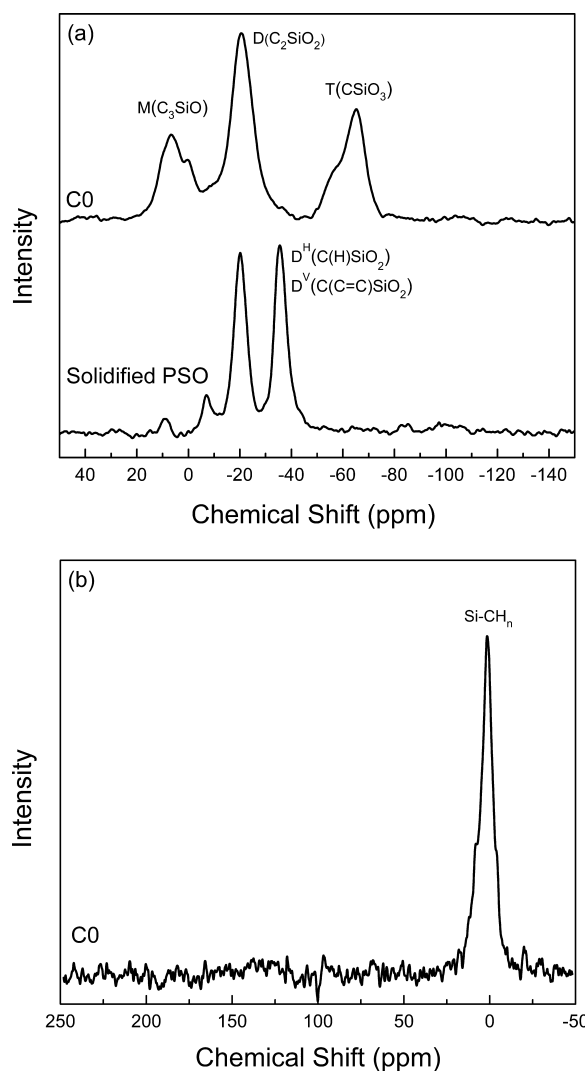 (a)
D(C₂SiO₂)
T(CSiO₃)
M(C₃SiO)
C0
Dᴴ(C(H)SiO₂)
Dⱽ(C(C=C)SiO₂)
Solidified PSO
Intensity
40 20 0 -20 -40 -60 -80 -100 -120 -140
Chemical Shift (ppm)
(b)
Si-CHₙ
Intensity
C0
250 200 150 100 50 0 -50
Chemical Shift (ppm)